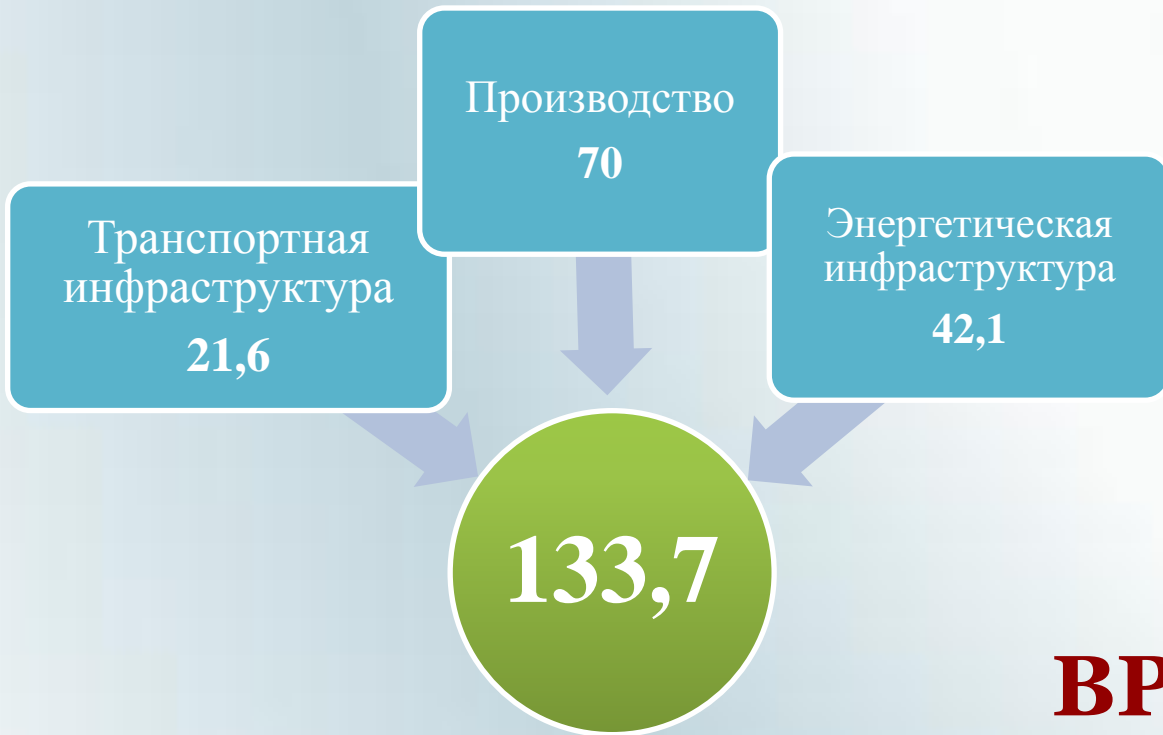 Производство
70
Транспортная
инфраструктура
21,6
Энергетическая
инфраструктура
42,1
133,7
ВР